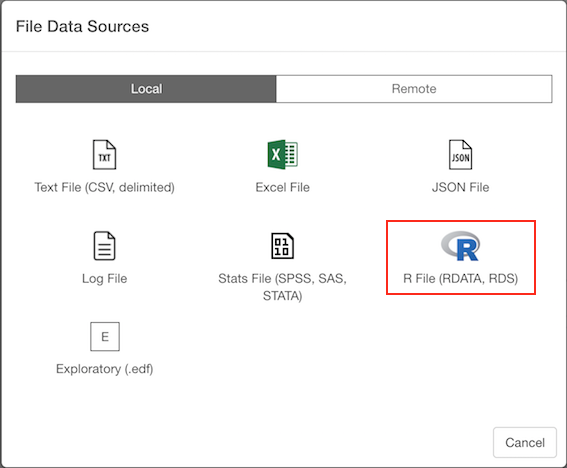 File Data Sources
Local
Remote
TXT
X
JSON
Text File (CSV, delimited)
Excel File
JSON File
01
10
R
Log File
Stats File (SPSS, SAS,
STATA)
R File (RDATA, RDS)
E
Exploratory (.edf)
Cancel